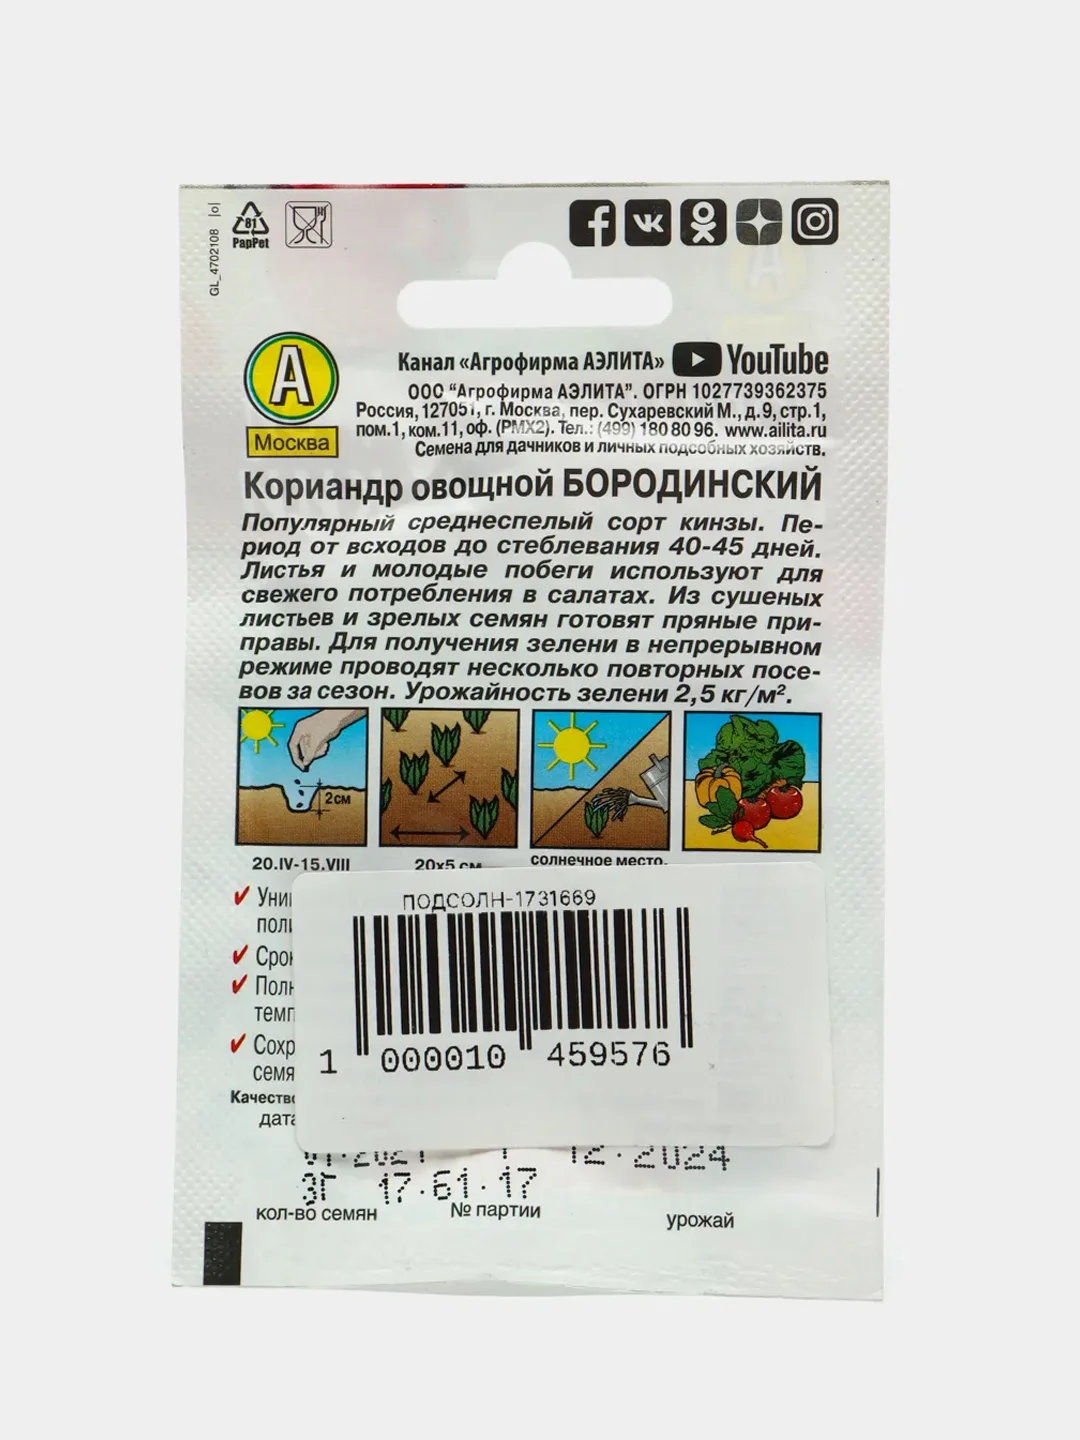 GL_4702108 |o|
81
PapPet
Канал «Агрофирма АЭЛИТА» YouTube
ООО “Агрофирма АЭЛИТА”. ОГРН 1027739362375
Россия, 127051, г. Москва, пер. Сухаревский М., д.9, стр.1,
пом.1, ком.11, оф. (РМХ2). Тел.: (499) 180 80 96. www.ailita.ru
Семена для дачников и личных подсобных хозяйств.
А
Москва
Кориандр овощной БОРОДИНСКИЙ
Популярный среднеспелый сорт кинзы. Пе-
риод от всходов до стеблевания 40-45 дней.
Листья и молодые побеги используют для
свежего потребления в салатах. Из сушеных
листьев и зрелых семян готовят пряные при-
правы. Для получения зелени в непрерывном
режиме проводят несколько повторных посе-
вов за сезон. Урожайность зелени 2,5 кг/м².
2 см
20.IV-15.VIII
20х5 см
солнечное место,
ПОДСОЛН-1731669
1 000010 459576
Качество
дата
12.2024
3Г 17.61.17
кол-во семян
№ партии
урожай